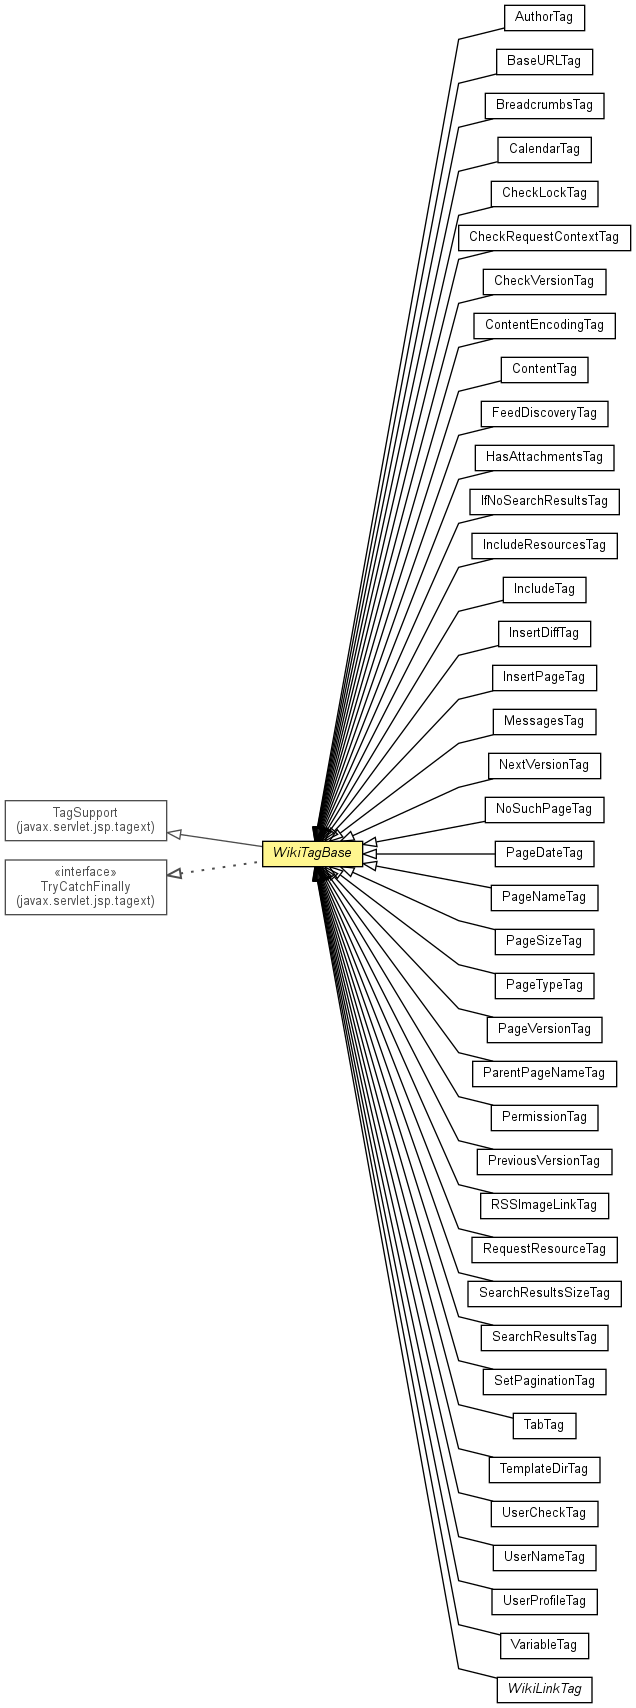 AuthorTag
BaseURLTag
BreadcrumbsTag
CalendarTag
CheckLockTag
CheckRequestContextTag
CheckVersionTag
ContentEncodingTag
ContentTag
FeedDiscoveryTag
HasAttachmentsTag
IfNoSearchResultsTag
IncludeResourcesTag
IncludeTag
InsertDiffTag
InsertPageTag
MessagesTag
NextVersionTag
NoSuchPageTag
TagSupport
(javax.servlet.jsp.tagext)
WikiTagBase
PageDateTag
«interface»
TryCatchFinally
(javax.servlet.jsp.tagext)
PageNameTag
PageSizeTag
PageTypeTag
PageVersionTag
ParentPageNameTag
PermissionTag
PreviousVersionTag
RSSImageLinkTag
RequestResourceTag
SearchResultsSizeTag
SearchResultsTag
SetPaginationTag
TabTag
TemplateDirTag
UserCheckTag
UserNameTag
UserProfileTag
VariableTag
WikiLinkTag